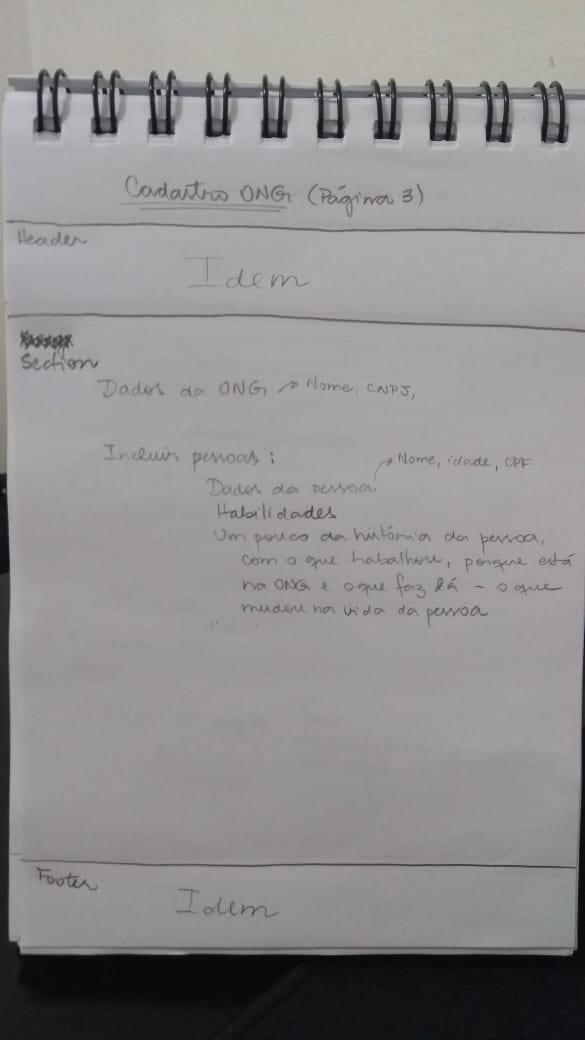 Cadastro ONG (Página 3)
Header
Idem
Section
Dados da ONG → Nome, CNPJ,
Incluir pessoas:
→ Nome, idade, CPF
Dados da pessoa
Habilidades
Um pouco da história da pessoa,
com o que trabalhou, porque está
na ONG e o que faz lá - o que
mudou na vida da pessoa
Footer
Idem